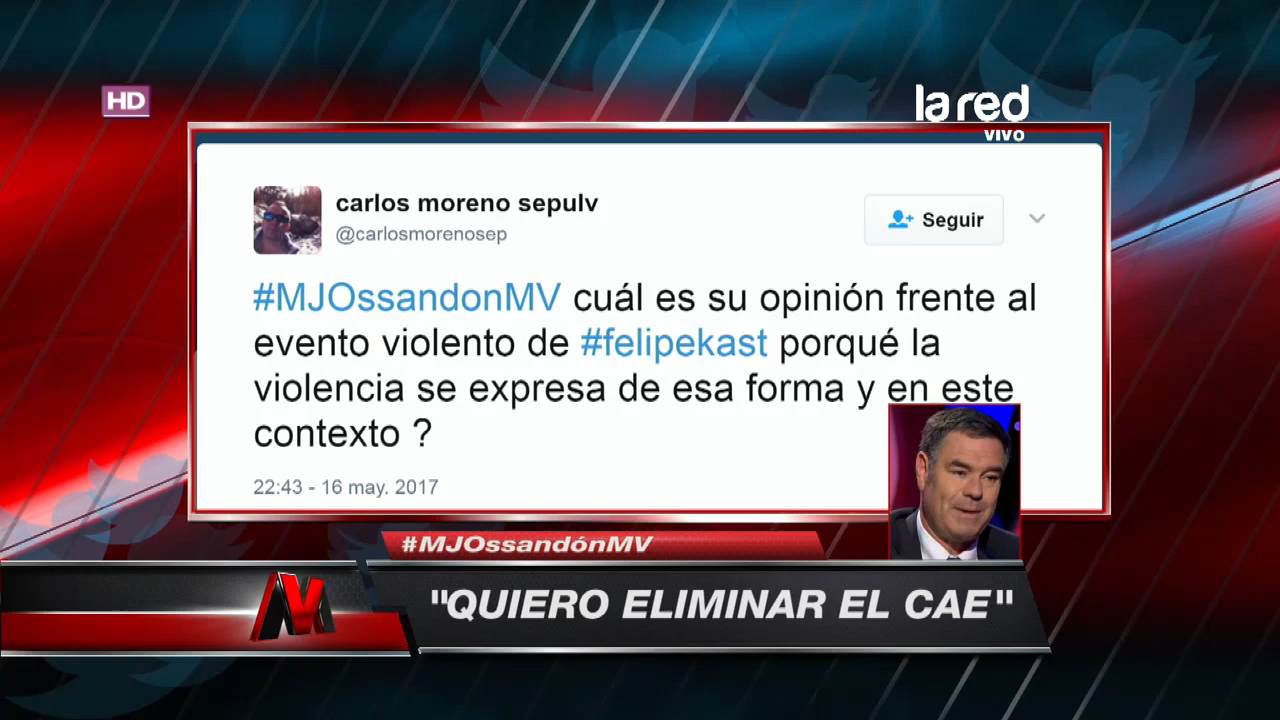 HD
la red
VIVO
carlos moreno sepulv
@carlosmorenosep
Seguir
#MJOssandonMV cuál es su opinión frente al
evento violento de #felipekast porqué la
violencia se expresa de esa forma y en este
contexto ?
22:43 - 16 may. 2017
#MJOssandónMV
"QUIERO ELIMINAR EL CAE"
MV